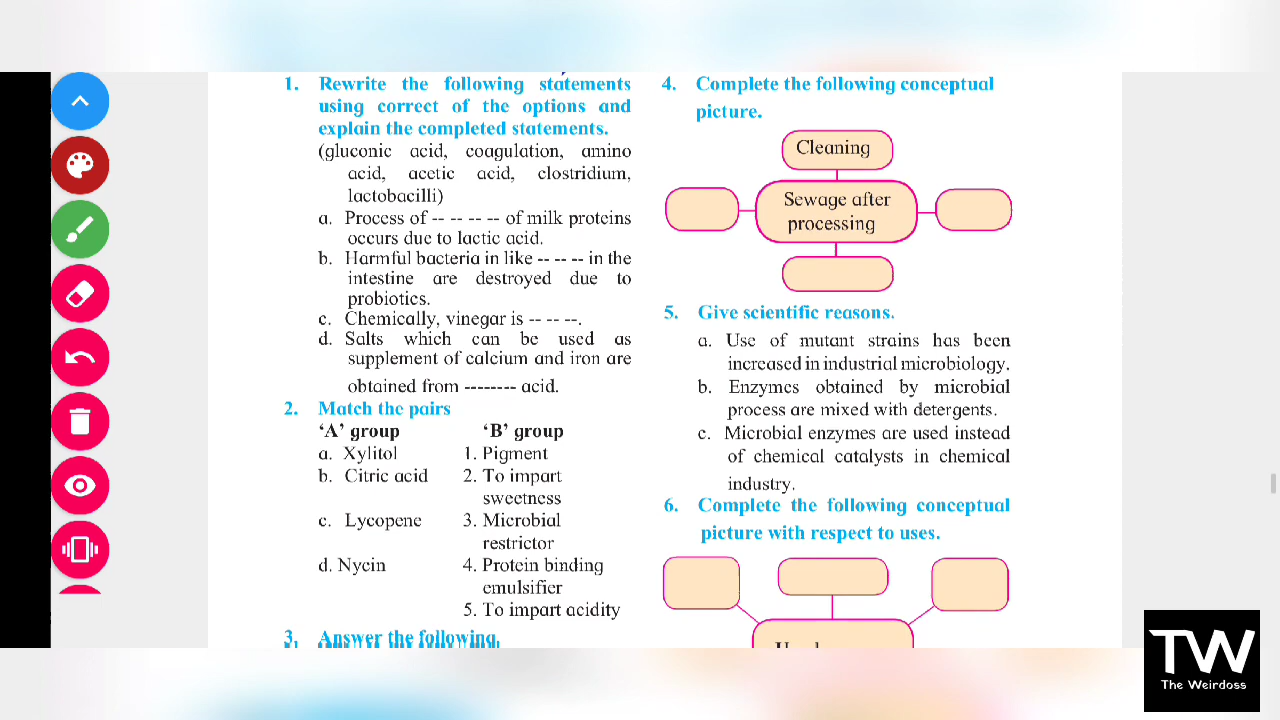 1. Rewrite the following statements
using correct of the options and
explain the completed statements.
(gluconic acid, coagulation, amino
acid, acetic acid, clostridium,
lactobacilli)
a. Process of -- -- -- -- of milk proteins
occurs due to lactic acid.
b. Harmful bacteria in like -- -- -- in the
intestine are destroyed due to
probiotics.
c. Chemically, vinegar is -- -- --.
d. Salts which can be used as
supplement of calcium and iron are
obtained from -------- acid.
2. Match the pairs
‘A’ group ‘B’ group
a. Xylitol 1. Pigment
b. Citric acid 2. To impart
sweetness
c. Lycopene 3. Microbial
restrictor
d. Nycin 4. Protein binding
emulsifier
5. To impart acidity
3. Answer the following.
4. Complete the following conceptual
picture.
Cleaning
Sewage after
processing
5. Give scientific reasons.
a. Use of mutant strains has been
increased in industrial microbiology.
b. Enzymes obtained by microbial
process are mixed with detergents.
c. Microbial enzymes are used instead
of chemical catalysts in chemical
industry.
6. Complete the following conceptual
picture with respect to uses.
TW
The Weirdoss